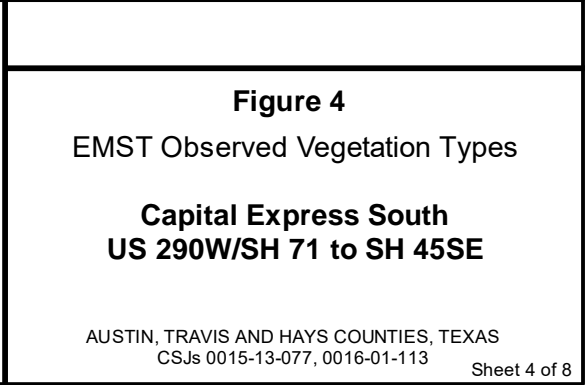 Figure 4
EMST Observed Vegetation Types
Capital Express South
US 290W/SH 71 to SH 45SE
AUSTIN, TRAVIS AND HAYS COUNTIES, TEXAS
CSJs 0015-13-077, 0016-01-113
Sheet 4 of 8